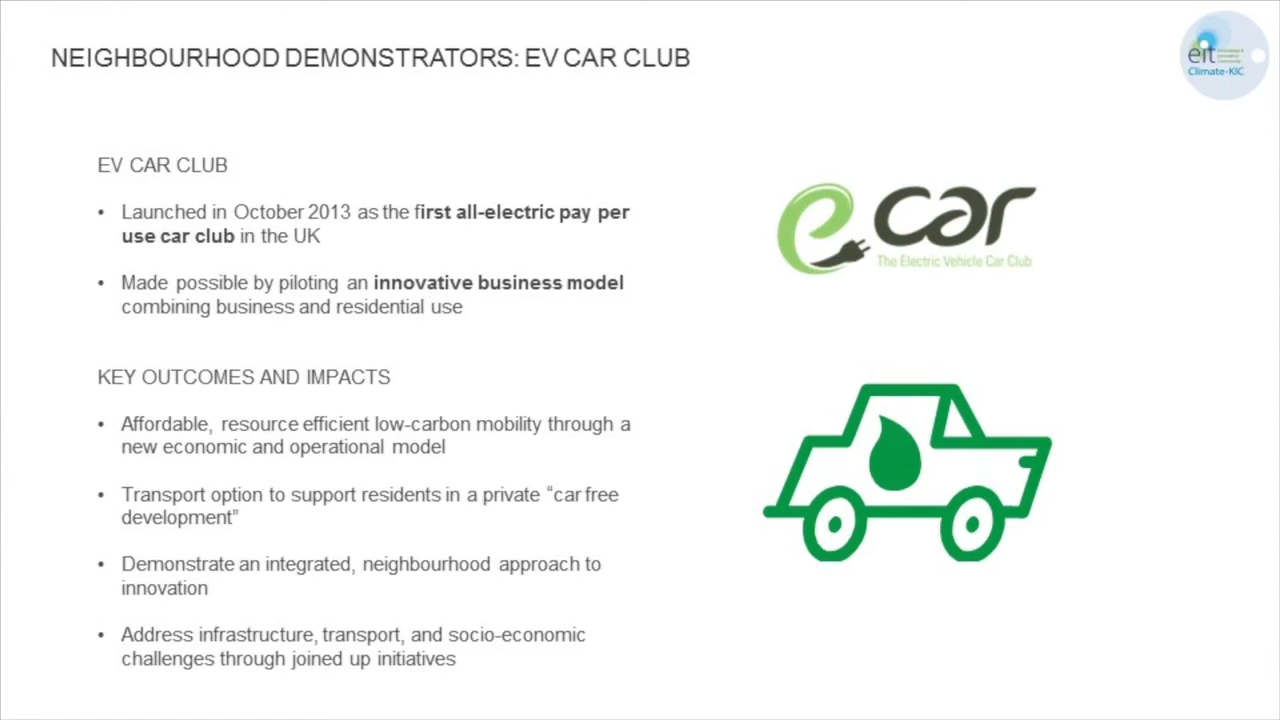 NEIGHBOURHOOD DEMONSTRATORS: EV CAR CLUB
eit
Climate-KIC
EV CAR CLUB
• Launched in October 2013 as the first all-electric pay per
use car club in the UK
• Made possible by piloting an innovative business model
combining business and residential use
e car
The Electric Vehicle Car Club
KEY OUTCOMES AND IMPACTS
• Affordable, resource efficient low-carbon mobility through a
new economic and operational model
• Transport option to support residents in a private “car free
development”
• Demonstrate an integrated, neighbourhood approach to
innovation
• Address infrastructure, transport, and socio-economic
challenges through joined up initiatives